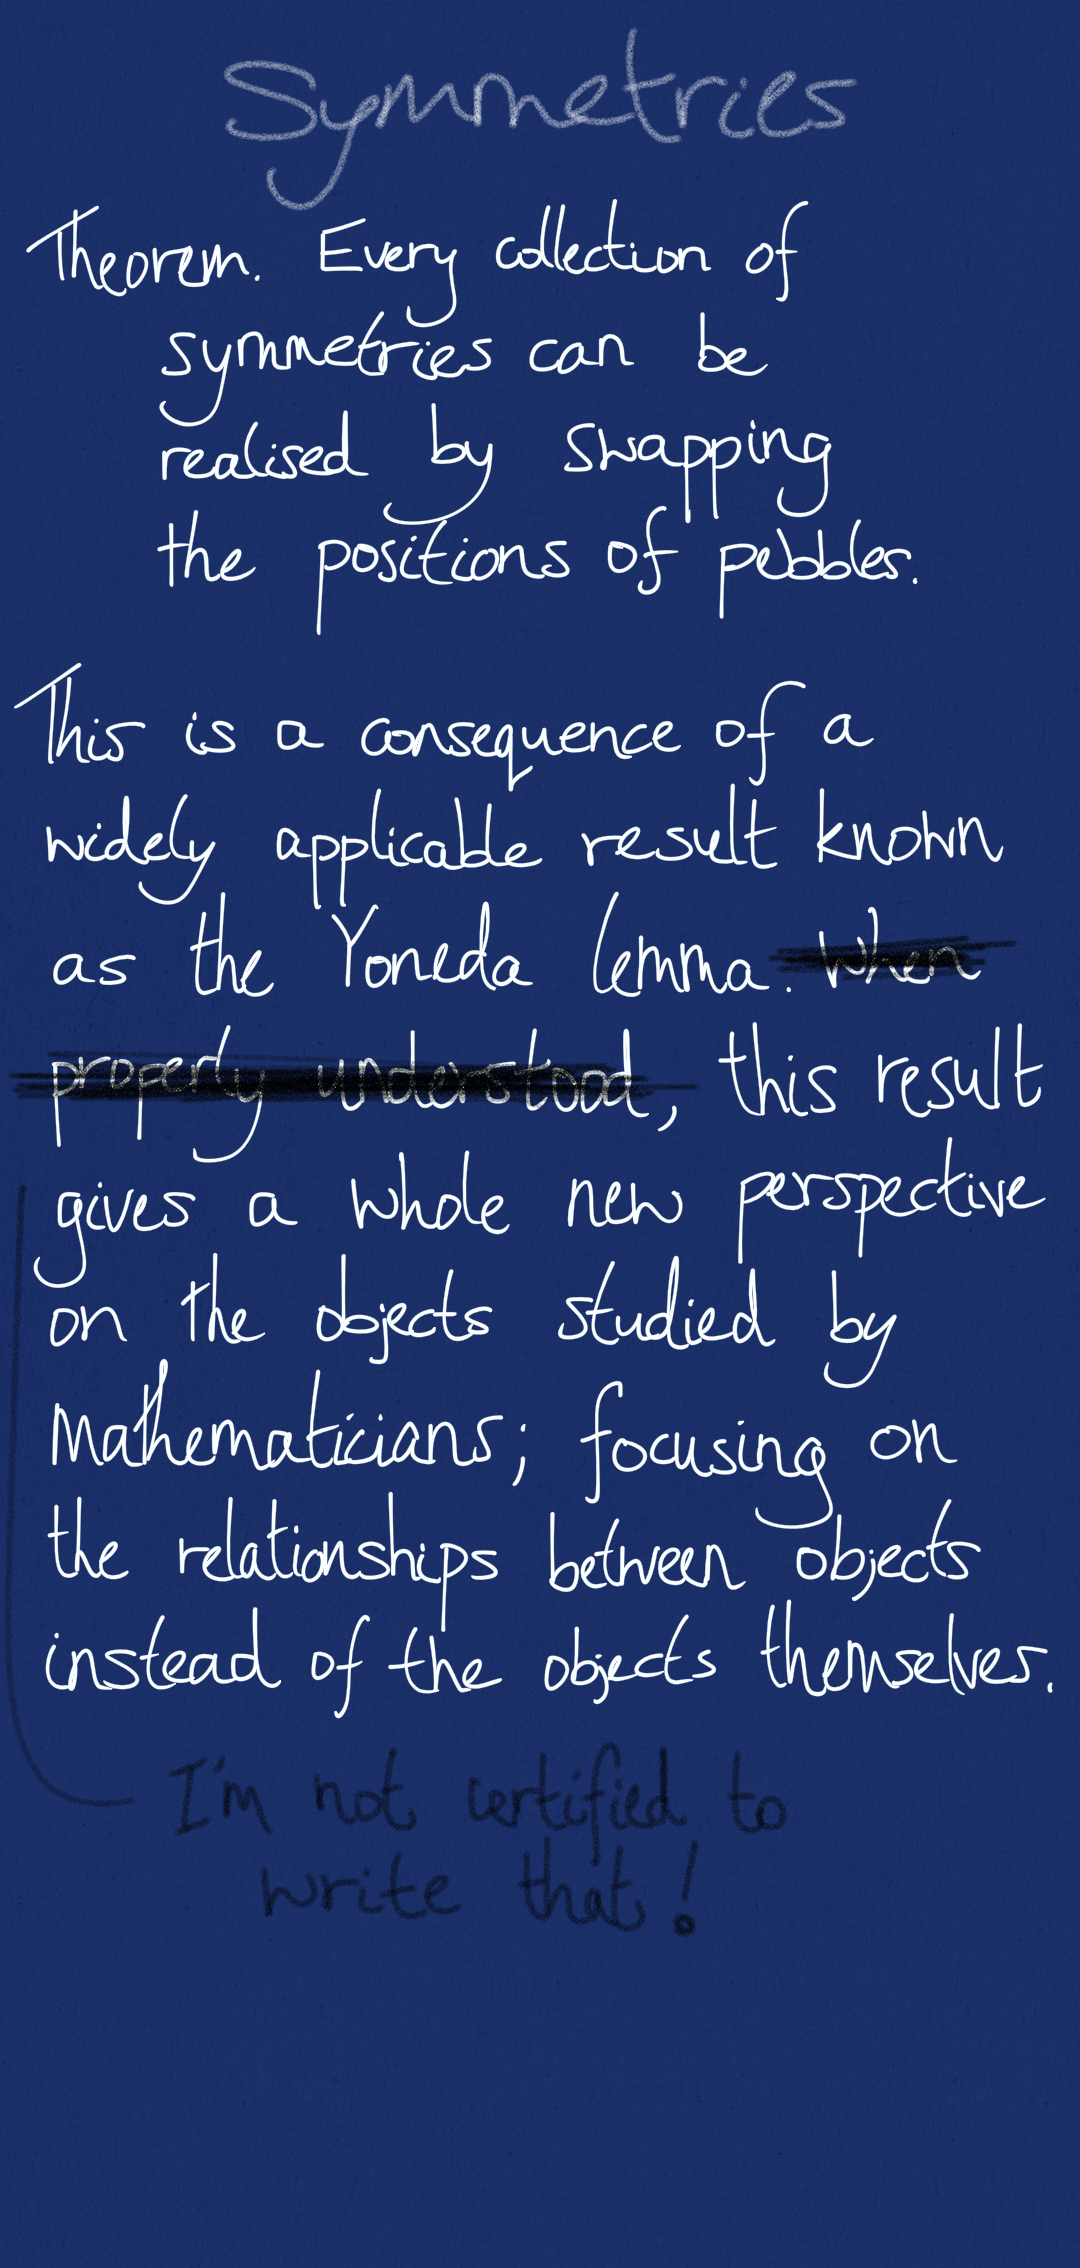 Symmetries
Theorem. Every collection of
symmetries can be
realised by swapping
the positions of pebbles.
This is a consequence of a
widely applicable result known
as the Yoneda lemma. When
properly understood, this result
gives a whole new perspective
on the objects studied by
Mathematicians; focusing on
the relationships between objects
instead of the objects themselves.
I'm not certified to
write that!